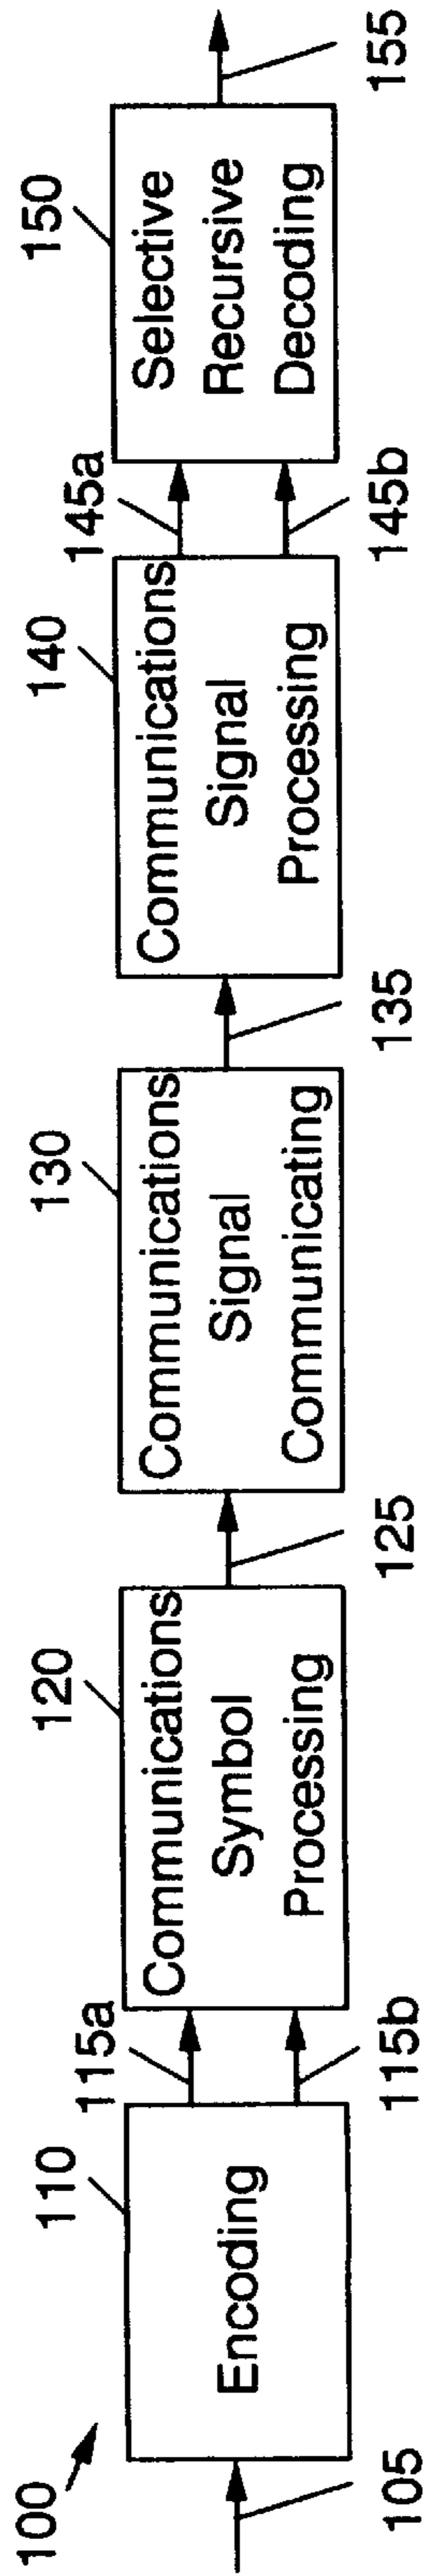 100
105
110
Encoding
115a
115b
120
Communications
Symbol
Processing
125
130
Communications
Signal
Communicating
135
140
Communications
Signal
Processing
145a
145b
150
Selective
Recursive
Decoding
155